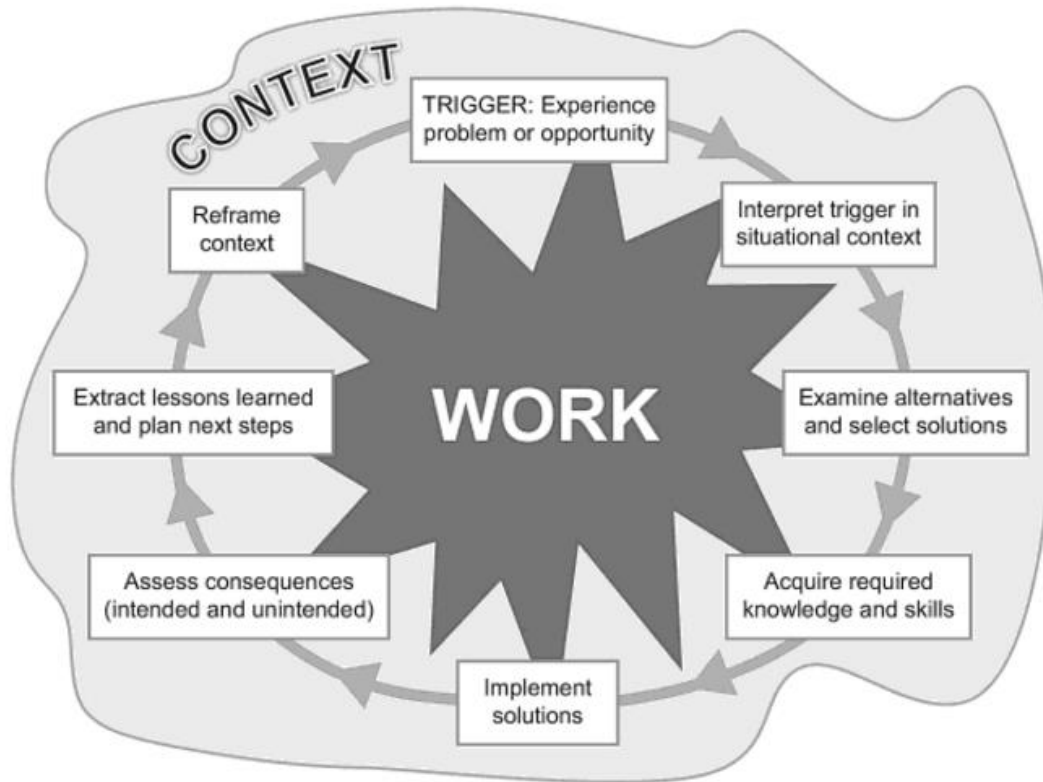 CONTEXT
TRIGGER: Experience
problem or opportunity
Interpret trigger in
situational context
Examine alternatives
and select solutions
Acquire required
knowledge and skills
Implement
solutions
Assess consequences
(intended and unintended)
Extract lessons learned
and plan next steps
Reframe
context
WORK